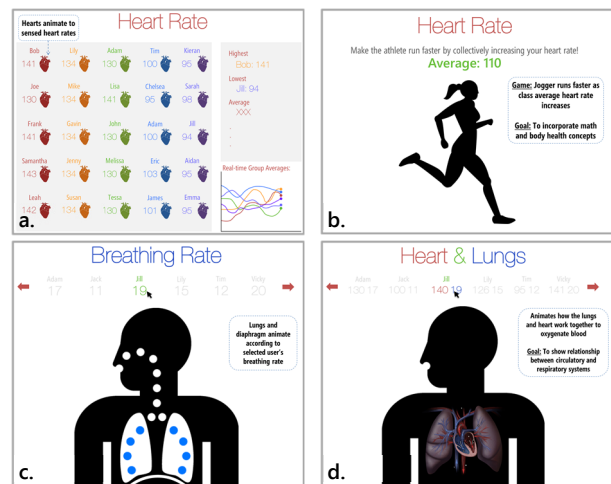 Heart Rate
Hearts animate to
sensed heart rates
Bob Lily Adam Tim Kieran
141 134 130 100 95
Joe Mike Lisa Chelsea Sarah
130 134 141 95 98
Frank Gavin John Adam Jill
141 134 130 100 94
Samantha Jenny Melissa Eric Aidan
143 134 130 103 95
Leah Susan Tessa James Emma
142 134 130 101 95
Highest
Bob: 141
Lowest
Jill: 94
Average
XXX
.
.
.
Real-time Group Averages:
a.
Heart Rate
Make the athlete run faster by collectively increasing your heart rate!
Average: 110
Game: Jogger runs faster as
class average heart rate
increases
Goal: To incorporate math
and body health concepts
b.
Breathing Rate
Adam Jack Jill Lily Tim Ricky
17 11 19 15 12 20
Lungs and
diaphragm animate
according to
selected user's
breathing rate
c.
Heart & Lungs
Adam Jack Jill Lily Tim Ricky
130 17 100 11 140 19 126 15 95 12 141 20
Animates how the lungs
and heart work together to
oxygenate blood
Goal: To show relationship
between circulatory and
respiratory systems
d.